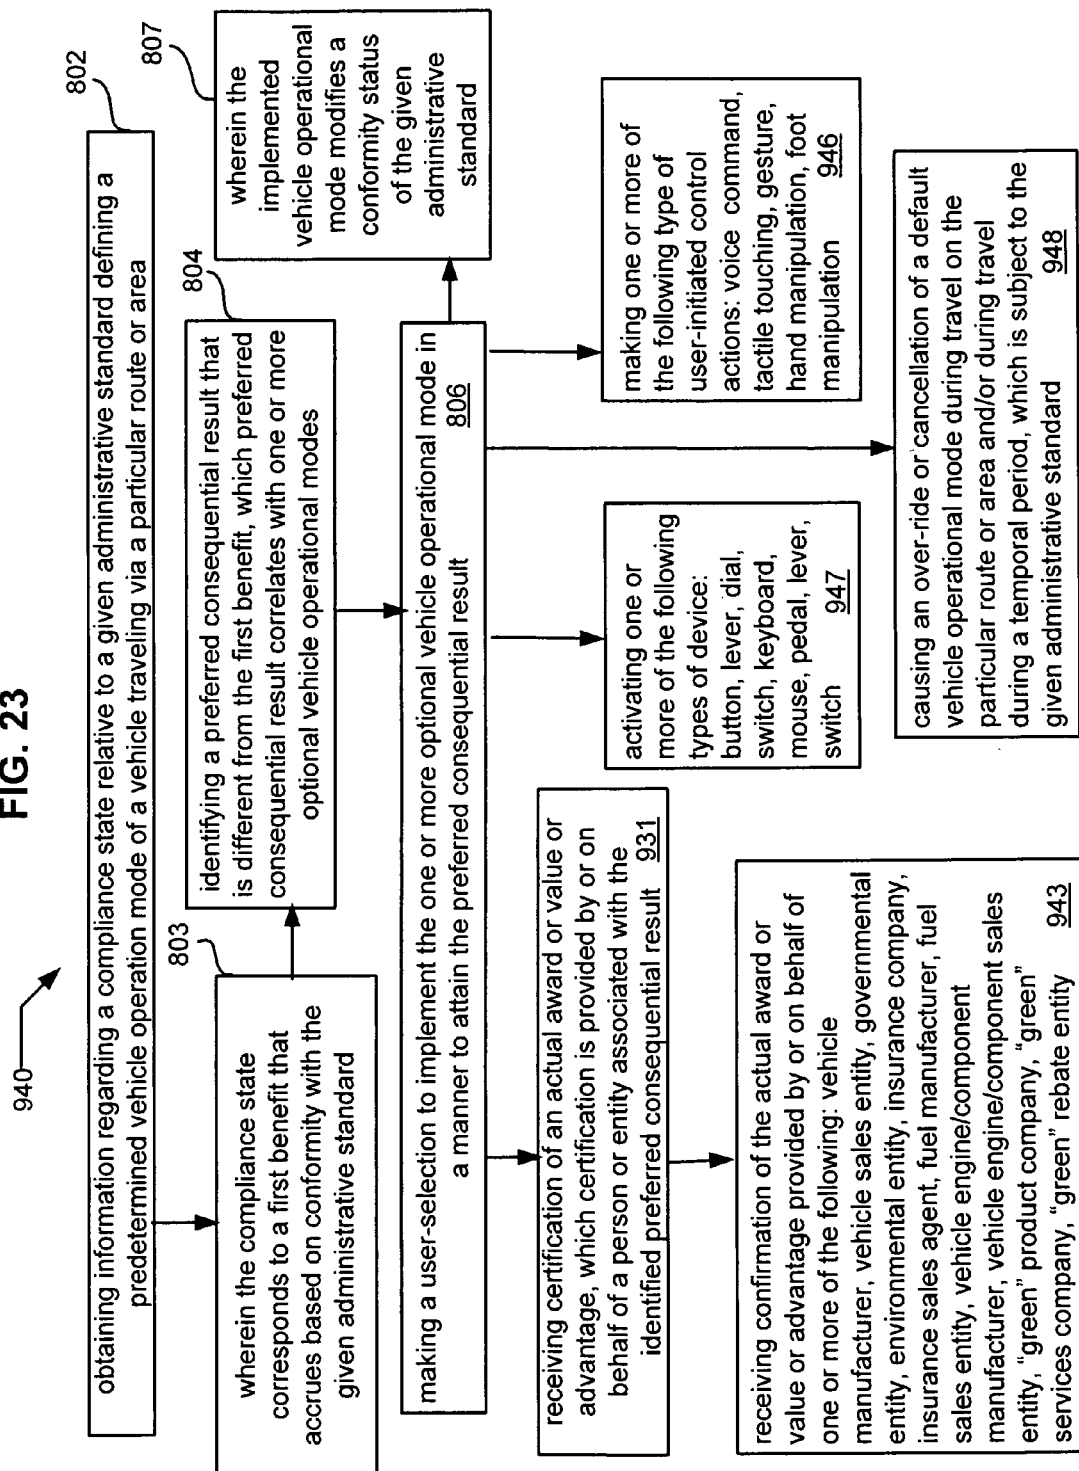 FIG. 23
940
802
obtaining information regarding a compliance state relative to a given administrative standard defining a
predetermined vehicle operation mode of a vehicle traveling via a particular route or area
803
wherein the compliance state
corresponds to a first benefit that
accrues based on conformity with the
given administrative standard
804
identifying a preferred consequential result that
is different from the first benefit, which preferred
consequential result correlates with one or more
optional vehicle operational modes
807
wherein the
implemented
vehicle operational
mode modifies a
conformity status
of the given
administrative
standard
making a user-selection to implement the one or more optional vehicle operational mode in
a manner to attain the preferred consequential result 806
receiving certification of an actual award or value or
advantage, which certification is provided by or on
behalf of a person or entity associated with the
identified preferred consequential result 931
activating one or
more of the following
types of device:
button, lever, dial,
switch, keyboard,
mouse, pedal, lever,
switch 947
making one or more of
the following type of
user-initiated control
actions: voice command,
tactile touching, gesture,
hand manipulation, foot
manipulation 946
receiving confirmation of the actual award or
value or advantage provided by or on behalf of
one or more of the following: vehicle
manufacturer, vehicle sales entity, governmental
entity, environmental entity, insurance company,
insurance sales agent, fuel manufacturer, fuel
sales entity, vehicle engine/component
manufacturer, vehicle engine/component sales
entity, “green” product company, “green”
services company, “green” rebate entity 943
causing an over-ride or cancellation of a default
vehicle operational mode during travel on the
particular route or area and/or during travel
during a temporal period, which is subject to the
given administrative standard 948